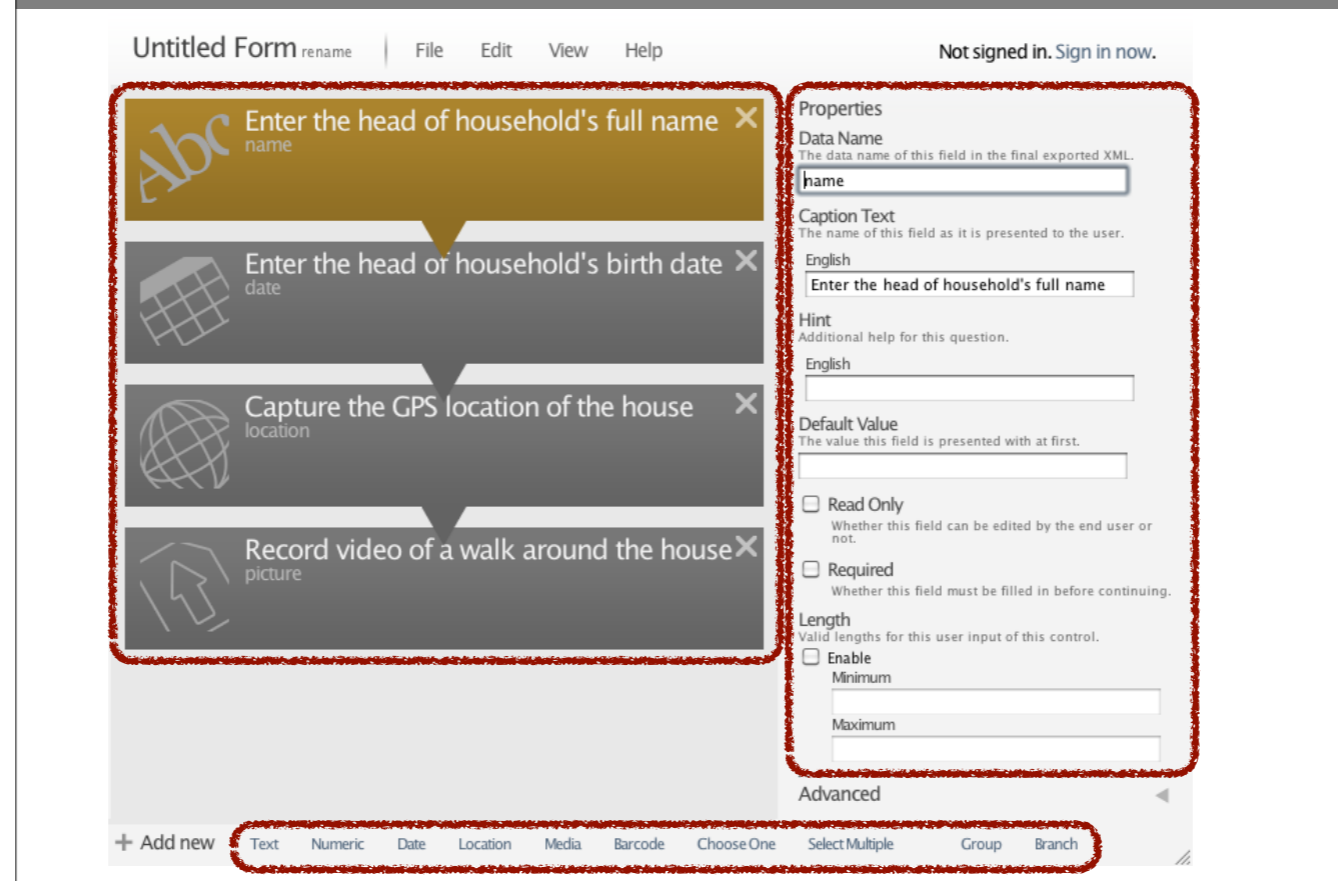 Untitled Form rename File Edit View Help Not signed in. Sign in now.
Abc
Enter the head of household's full name
name
Enter the head of household's birth date
date
Capture the GPS location of the house
location
Record video of a walk around the house
picture
Properties
Data Name
The data name of this field in the final exported XML.
name
Caption Text
The name of this field as it is presented to the user.
English
Enter the head of household's full name
Hint
Additional help for this question.
English
Default Value
The value this field is presented with at first.
Read Only
Whether this field can be edited by the end user or
not.
Required
Whether this field must be filled in before continuing.
Length
Valid lengths for this user input of this control.
Enable
Minimum
Maximum
Advanced
+ Add new Text Numeric Date Location Media Barcode Choose One Select Multiple Group Branch